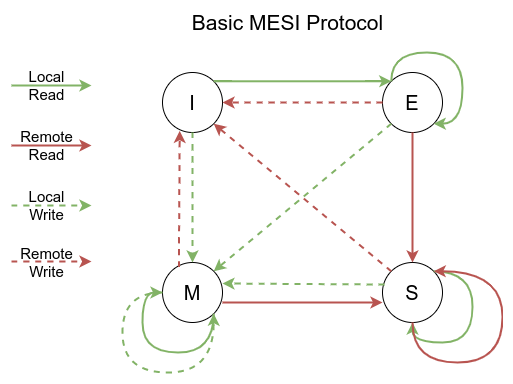 Basic MESI Protocol
Local
Read
Remote
Read
Local
Write
Remote
Write
I
E
M
S